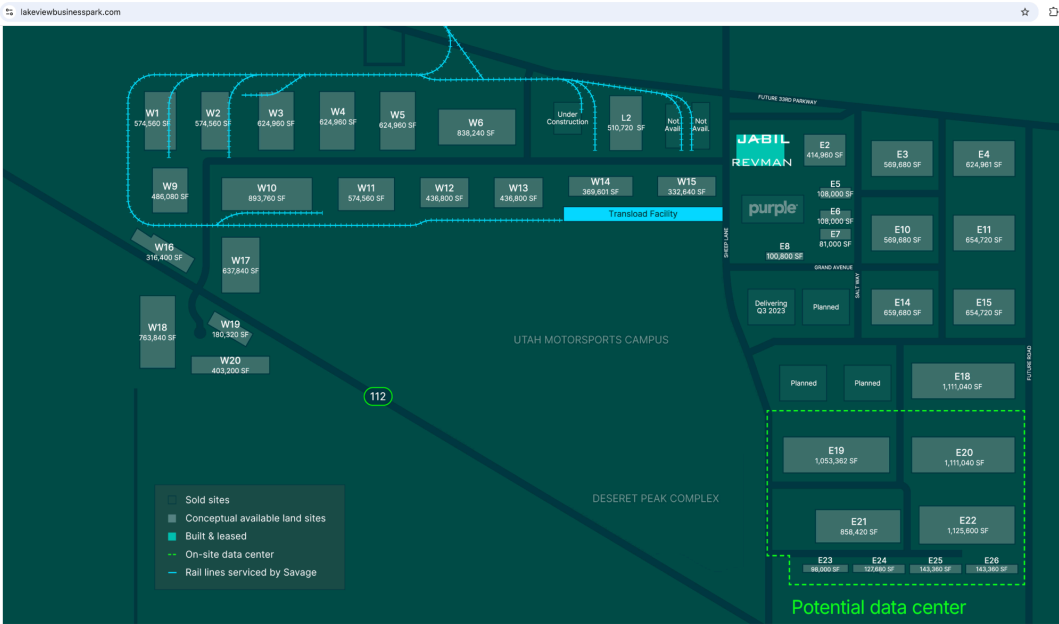 lakeviewbusinesspark.com
FUTURE 33RD PARKWAY
W1
574,560 SF
W2
574,560 SF
W3
624,960 SF
W4
624,960 SF
W5
624,960 SF
W6
838,240 SF
Under
Construction
L2
510,720 SF
Not
Avail.
Not
Avail.
JABIL
REVMAN
E2
414,960 SF
E3
569,680 SF
E4
624,961 SF
W9
486,080 SF
W10
893,760 SF
W11
574,560 SF
W12
436,800 SF
W13
436,800 SF
W14
369,601 SF
W15
332,640 SF
Transload Facility
E5
108,000 SF
purple
E6
108,000 SF
E7
81,000 SF
E8
100,800 SF
E10
569,680 SF
E11
654,720 SF
SHEEP LANE
GRAND AVENUE
SALT WAY
W16
316,400 SF
W17
637,840 SF
W18
763,840 SF
W19
180,320 SF
W20
403,200 SF
Delivering
Q3 2023
Planned
E14
659,680 SF
E15
654,720 SF
UTAH MOTORSPORTS CAMPUS
FUTURE ROAD
Planned
Planned
E18
1,111,040 SF
112
E19
1,053,362 SF
E20
1,111,040 SF
DESERET PEAK COMPLEX
E21
858,420 SF
E22
1,125,600 SF
E23
96,000 SF
E24
127,680 SF
E25
143,360 SF
E26
143,360 SF
Sold sites
Conceptual available land sites
Built & leased
On-site data center
Rail lines serviced by Savage
Potential data center